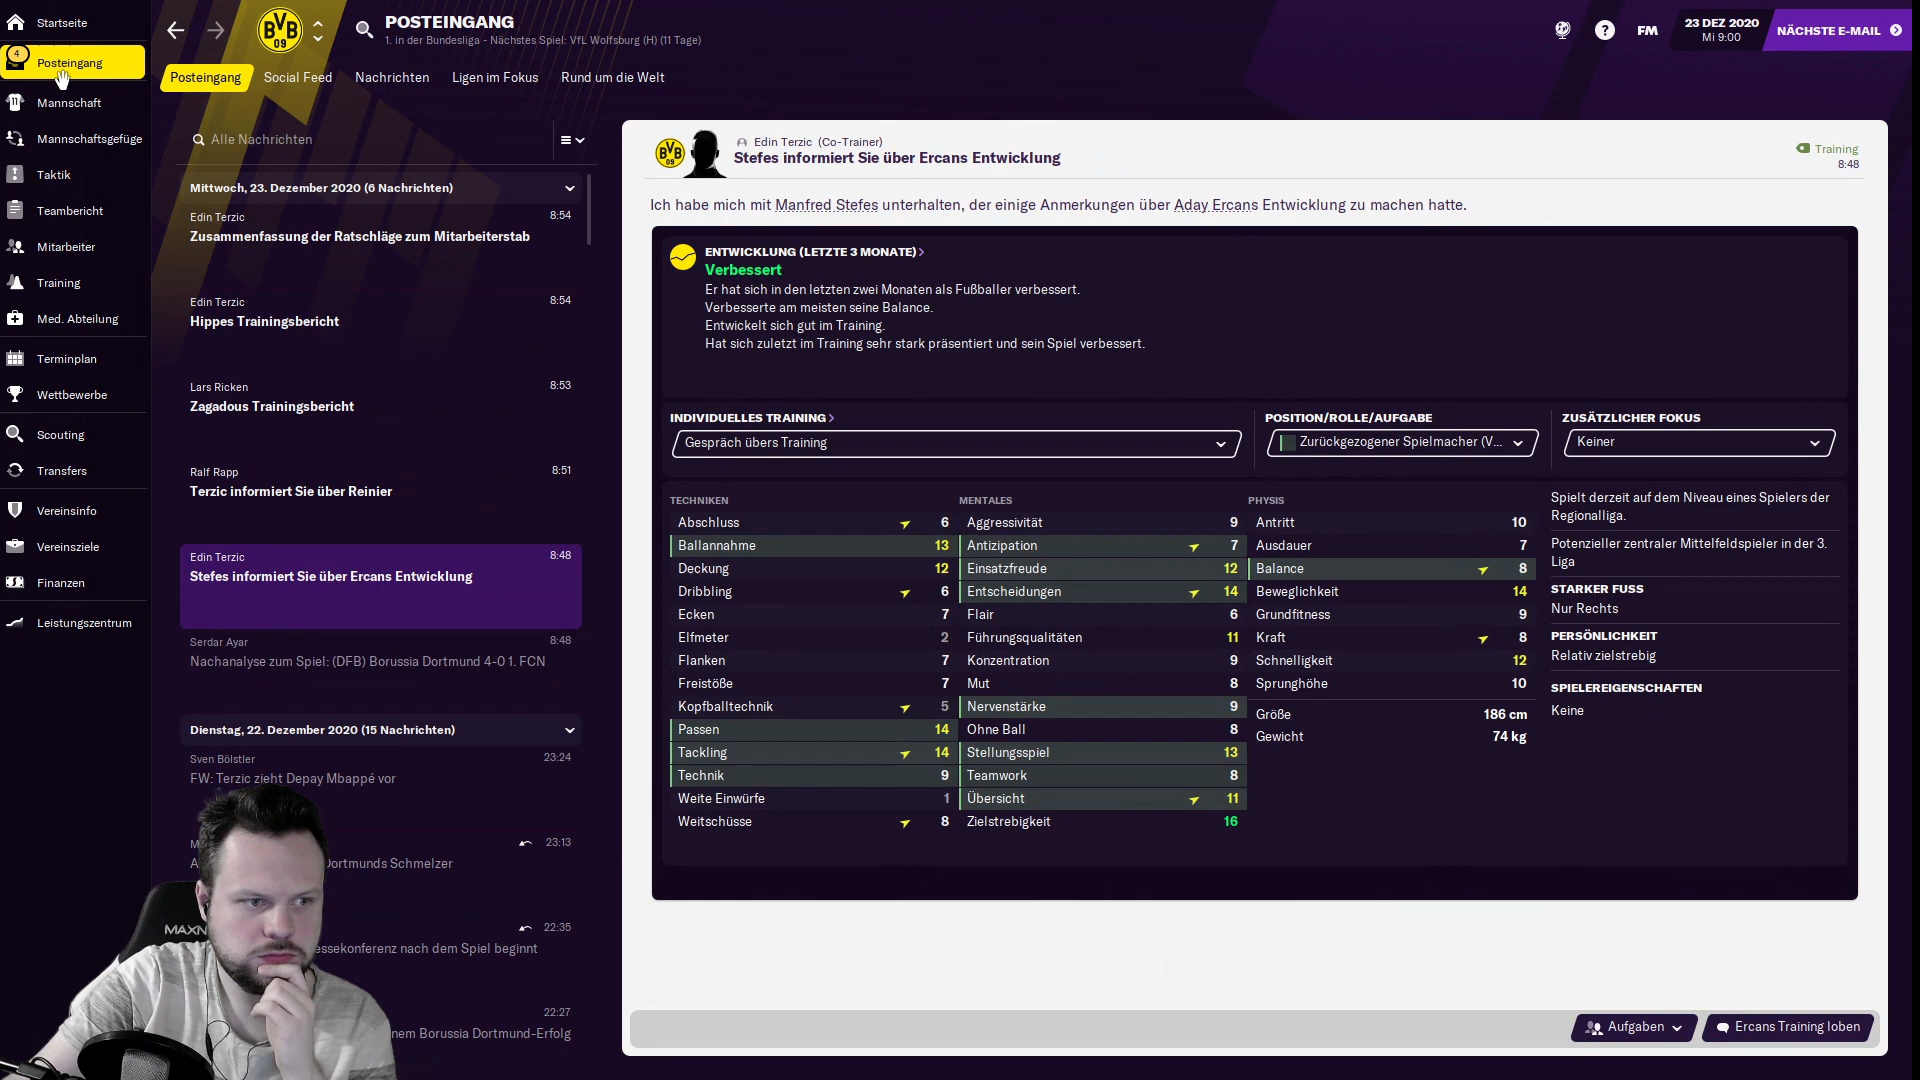 Startseite
4
Posteingang
Mannschaft
Mannschaftsgefüge
Taktik
Teambericht
Mitarbeiter
Training
Med. Abteilung
Terminplan
Wettbewerbe
Scouting
Transfers
Vereinsinfo
Vereinsziele
Finanzen
Leistungszentrum
BVB 09
POSTEINGANG
1. in der Bundesliga - Nächstes Spiel: VfL Wolfsburg (H) (11 Tage)
FM
23 DEZ 2020
Mi 9:00
NÄCHSTE E-MAIL
Posteingang
Social Feed
Nachrichten
Ligen im Fokus
Rund um die Welt
Alle Nachrichten
Mittwoch, 23. Dezember 2020 (6 Nachrichten)
Edin Terzic 8:54
Zusammenfassung der Ratschläge zum Mitarbeiterstab
Edin Terzic 8:54
Hippes Trainingsbericht
Lars Ricken 8:53
Zagadous Trainingsbericht
Ralf Rapp 8:51
Terzic informiert Sie über Reinier
Edin Terzic 8:48
Stefes informiert Sie über Ercans Entwicklung
Serdar Ayar 8:48
Nachanalyse zum Spiel: (DFB) Borussia Dortmund 4-0 1. FCN
Dienstag, 22. Dezember 2020 (15 Nachrichten)
Sven Bölstler 23:24
FW: Terzic zieht Depay Mbappé vor
23:13
Dortmunds Schmelzer
22:35
essekonferenz nach dem Spiel beginnt
22:27
nem Borussia Dortmund-Erfolg
MAXN
BVB 09
Edin Terzic (Co-Trainer)
Stefes informiert Sie über Ercans Entwicklung
Training
8:48
Ich habe mich mit Manfred Stefes unterhalten, der einige Anmerkungen über Aday Ercans Entwicklung zu machen hatte.
ENTWICKLUNG (LETZTE 3 MONATE)
Verbessert
Er hat sich in den letzten zwei Monaten als Fußballer verbessert.
Verbesserte am meisten seine Balance.
Entwickelt sich gut im Training.
Hat sich zuletzt im Training sehr stark präsentiert und sein Spiel verbessert.
INDIVIDUELLES TRAINING
Gespräch übers Training
POSITION/ROLLE/AUFGABE
Zurückgezogener Spielmacher (V...
ZUSÄTZLICHER FOKUS
Keiner
TECHNIKEN
Abschluss 6
Ballannahme 13
Deckung 12
Dribbling 6
Ecken 7
Elfmeter 2
Flanken 7
Freistöße 7
Kopfballtechnik 5
Passen 14
Tackling 14
Technik 9
Weite Einwürfe 1
Weitschüsse 8
MENTALES
Aggressivität 9
Antizipation 7
Einsatzfreude 12
Entscheidungen 14
Flair 6
Führungsqualitäten 11
Konzentration 9
Mut 8
Nervenstärke 9
Ohne Ball 8
Stellungsspiel 13
Teamwork 8
Übersicht 11
Zielstrebigkeit 16
PHYSIS
Antritt 10
Ausdauer 7
Balance 8
Beweglichkeit 14
Grundfitness 9
Kraft 8
Schnelligkeit 12
Sprunghöhe 10
Größe 186 cm
Gewicht 74 kg
Spielt derzeit auf dem Niveau eines Spielers der
Regionalliga.
Potenzieller zentraler Mittelfeldspieler in der 3.
Liga
STARKER FUSS
Nur Rechts
PERSÖNLICHKEIT
Relativ zielstrebig
SPIELEREIGENSCHAFTEN
Keine
Aufgaben
Ercans Training loben